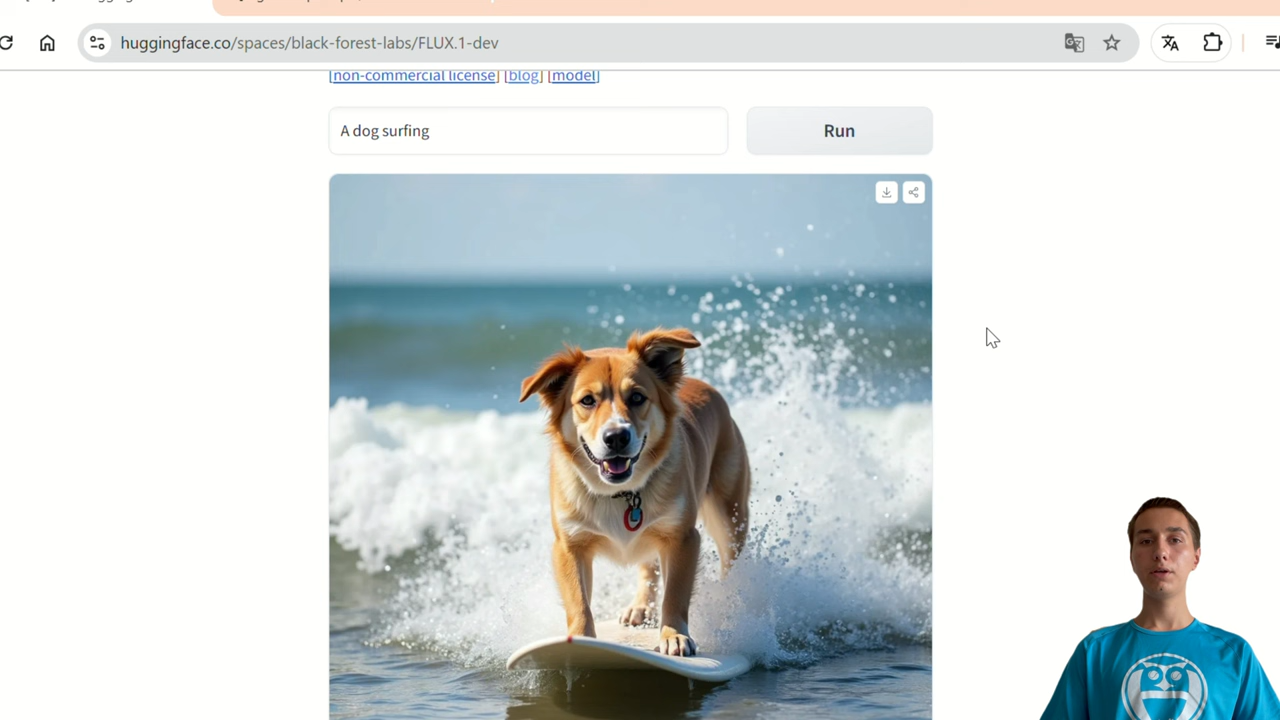 huggingface.co/spaces/black-forest-labs/FLUX.1-dev
[non-commercial license] [blog] [model]
A dog surfing
Run